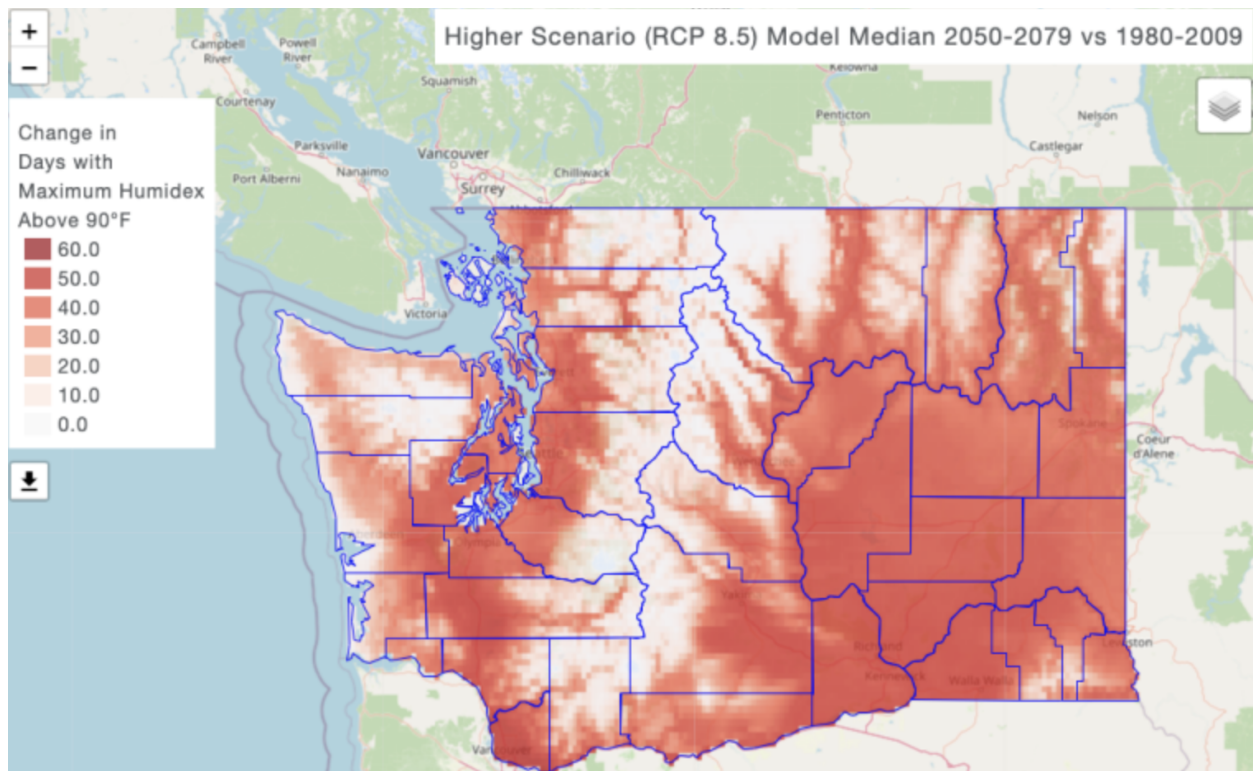 +
−
Higher Scenario (RCP 8.5) Model Median 2050-2079 vs 1980-2009
Campbell
River
Powell
River
Kelowna
Squamish
Courtenay
Penticton
Nelson
Change in
Days with
Maximum Humidex
Above 90°F
60.0
50.0
40.0
30.0
20.0
10.0
0.0
Parksville
Vancouver
Castlegar
Port Alberni
Nanaimo
Chilliwack
Surrey
Victoria
Spokane
Coeur
d'Alene
Seattle
Olympia
Richland
Lewiston
Kennewick
Walla Walla
Vancouver